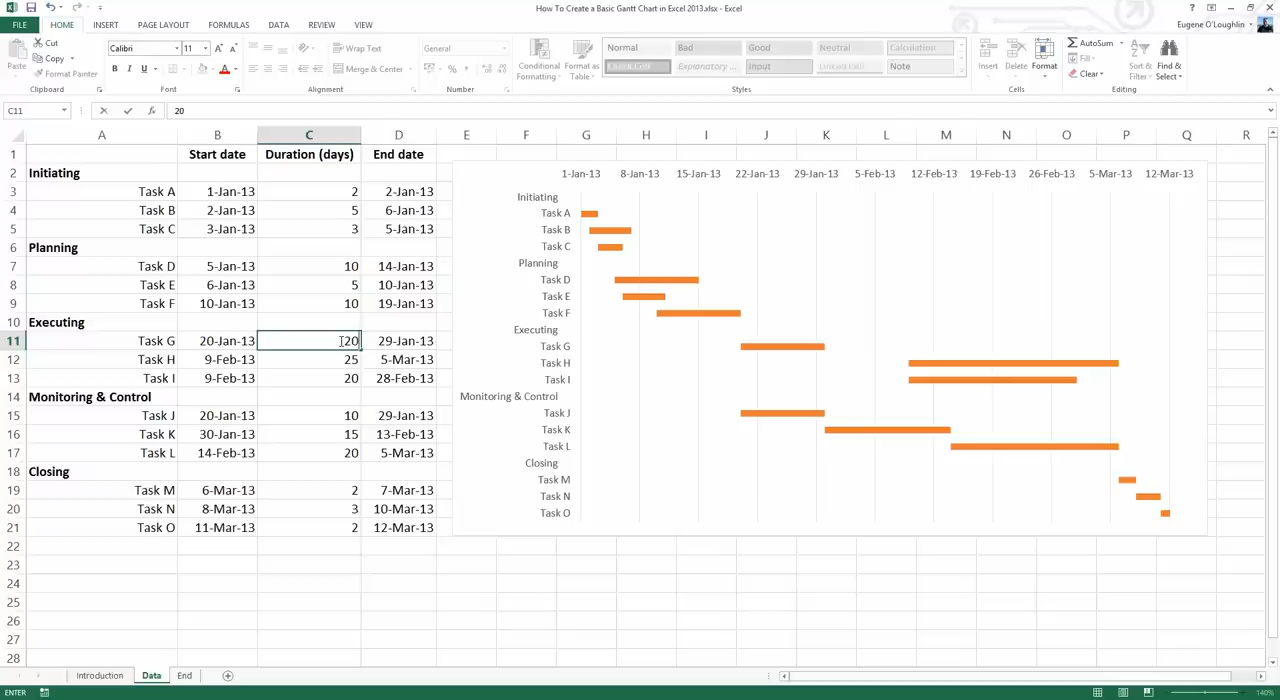 How To Create a Basic Gantt Chart in Excel 2013.xlsx - Excel
FILE HOME INSERT PAGE LAYOUT FORMULAS DATA REVIEW VIEW Eugene O'Loughlin
Paste Cut Copy Format Painter Clipboard
Calibri 11 B I U A Font
Wrap Text Merge & Center Alignment
General % Number
Conditional Formatting Format as Table
Normal Bad Good Neutral Calculation
Check Cell Explanatory ... Input Linked Cell Note
Styles
Insert Delete Format Cells
AutoSum Fill Clear Sort & Filter Find & Select Editing
C11 fx 20
A B C D E F G H I J K L M N O P Q R
1 Start date Duration (days) End date
2 Initiating
3 Task A 1-Jan-13 2 2-Jan-13
4 Task B 2-Jan-13 5 6-Jan-13
5 Task C 3-Jan-13 3 5-Jan-13
6 Planning
7 Task D 5-Jan-13 10 14-Jan-13
8 Task E 6-Jan-13 5 10-Jan-13
9 Task F 10-Jan-13 10 19-Jan-13
10 Executing
11 Task G 20-Jan-13 20 29-Jan-13
12 Task H 9-Feb-13 25 5-Mar-13
13 Task I 9-Feb-13 20 28-Feb-13
14 Monitoring & Control
15 Task J 20-Jan-13 10 29-Jan-13
16 Task K 30-Jan-13 15 13-Feb-13
17 Task L 14-Feb-13 20 5-Mar-13
18 Closing
19 Task M 6-Mar-13 2 7-Mar-13
20 Task N 8-Mar-13 3 10-Mar-13
21 Task O 11-Mar-13 2 12-Mar-13
22
23
24
25
26
27
28
1-Jan-13 8-Jan-13 15-Jan-13 22-Jan-13 29-Jan-13 5-Feb-13 12-Feb-13 19-Feb-13 26-Feb-13 5-Mar-13 12-Mar-13
Initiating
Task A
Task B
Task C
Planning
Task D
Task E
Task F
Executing
Task G
Task H
Task I
Monitoring & Control
Task J
Task K
Task L
Closing
Task M
Task N
Task O
Introduction Data End
ENTER 140%